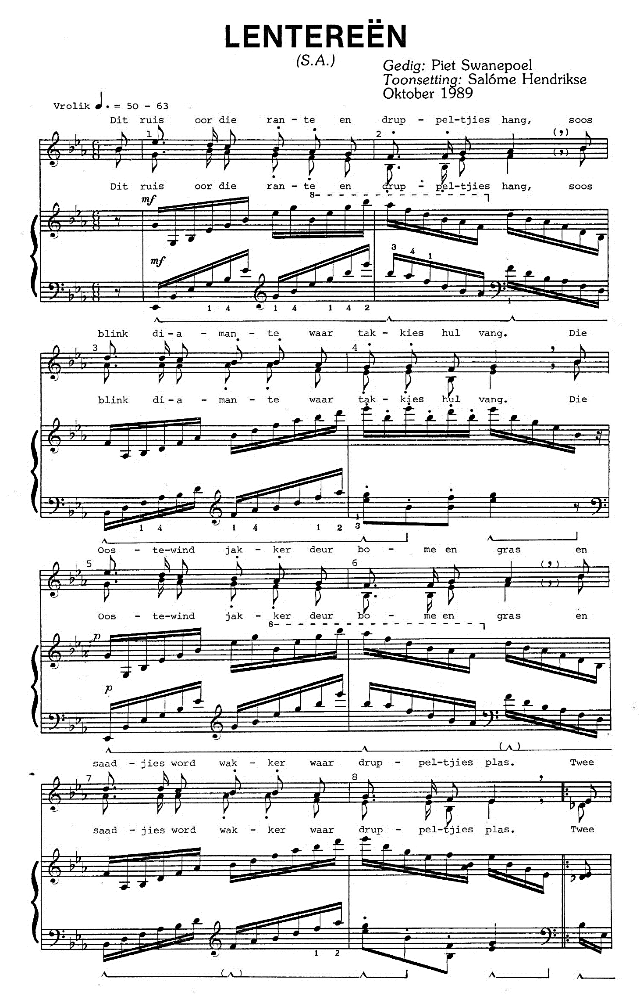 LENTEREËN
(S.A.)
Gedig: Piet Swanepoel
Toonsetting: Salóme Hendrikse
Oktober 1989
Vrolik ♩. = 50 - 63
Dit ruis oor die ran - te en drup - pel-tjies hang, soos
1 2
(,)
6 8 (,)
Dit ruis oor die ran - te en drup - pel-tjies hang, soos
mf 8
6 8
mf 3 4 1
6 8
1 4 1 4 1 4 2 1
blink di-a - man - te waar tak - kies hul vang. Die
3 4
blink di-a - man - te waar tak - kies hul vang. Die
1 4 1 4 1 2 1 3
Oos - te-wind jak - ker deur bo - me en gras en
5 6 (,)
(,)
Oos - te-wind jak - ker deur bo - me en gras en
p 8
p
( )
saad - jies word wak - ker waar drup - pel-tjies plas. Twee
7 8
saad - jies word wak - ker waar drup - pel-tjies plas. Twee
1 2
( )